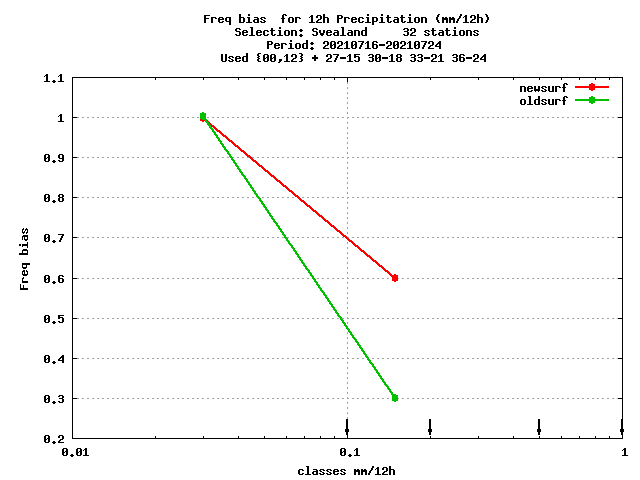 Freq bias  for 12h Precipitation (mm/12h)
Selection: Svealand     32 stations
Period: 20210716-20210724
Used {00,12} + 27-15 30-18 33-21 36-24
newsurf
oldsurf
Freq bias
1.1
1
0.9
0.8
0.7
0.6
0.5
0.4
0.3
0.2
0.01
0.1
1
classes mm/12h